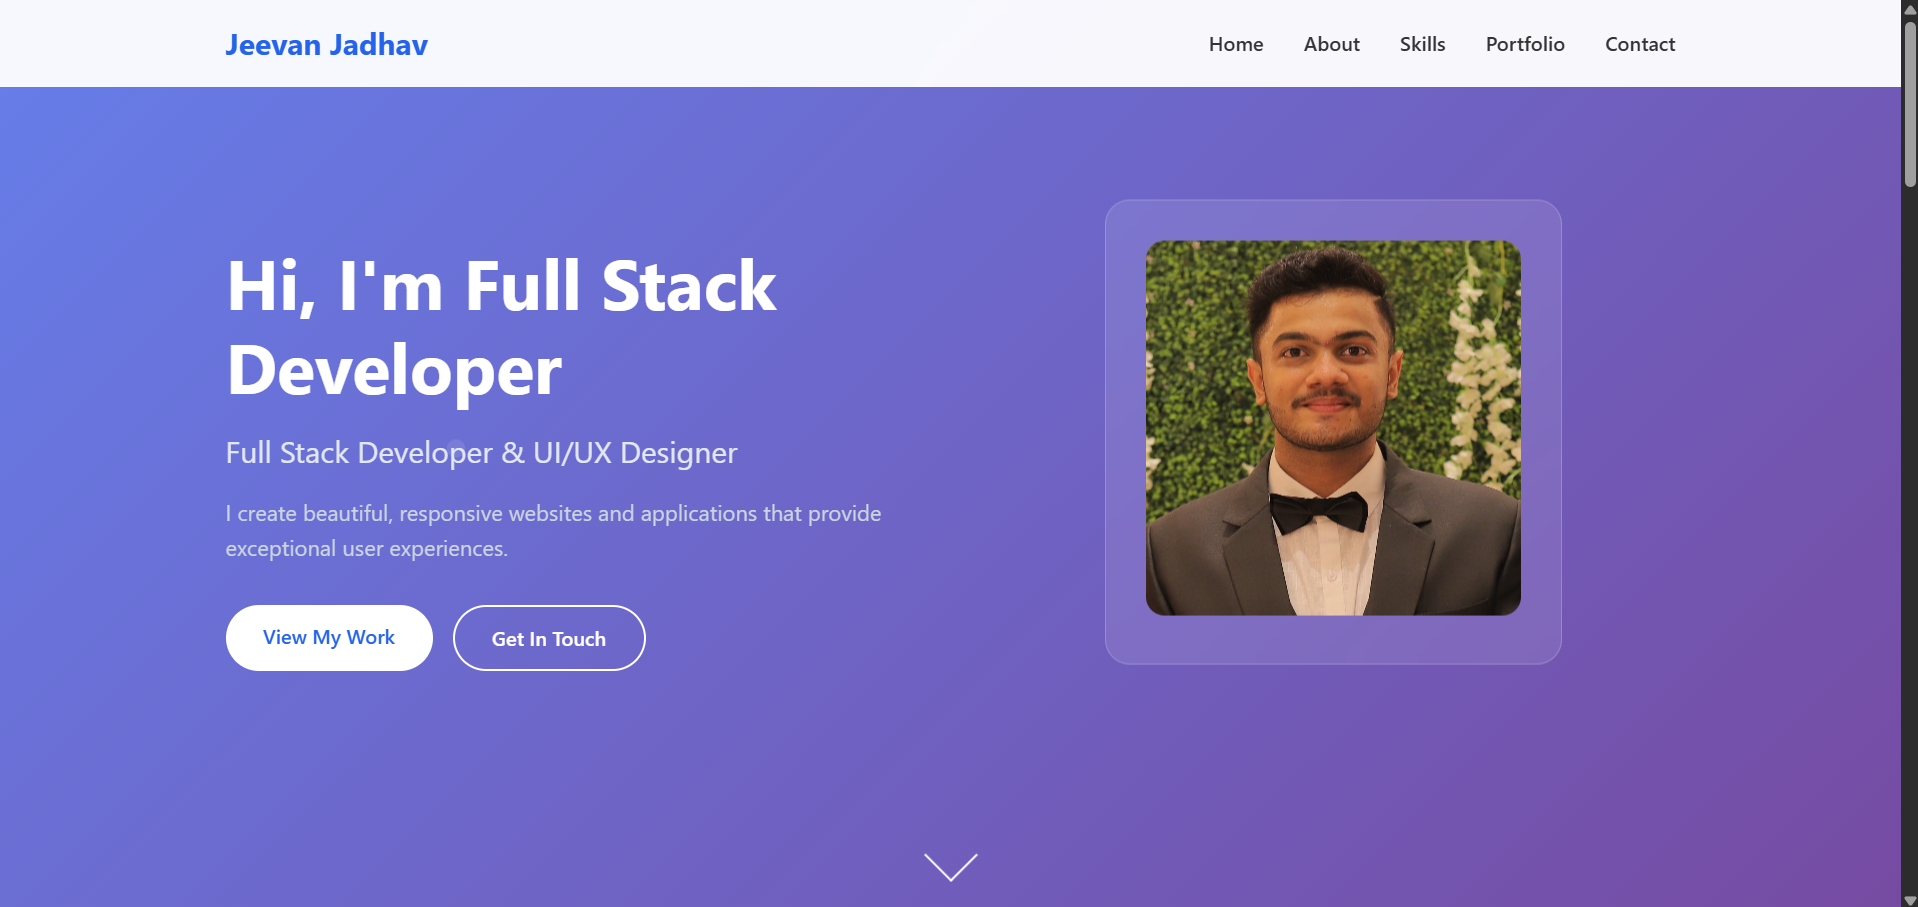 Jeevan Jadhav
Home About Skills Portfolio Contact
Hi, I'm Full Stack
Developer
Full Stack Developer & UI/UX Designer
I create beautiful, responsive websites and applications that provide
exceptional user experiences.
View My Work
Get In Touch